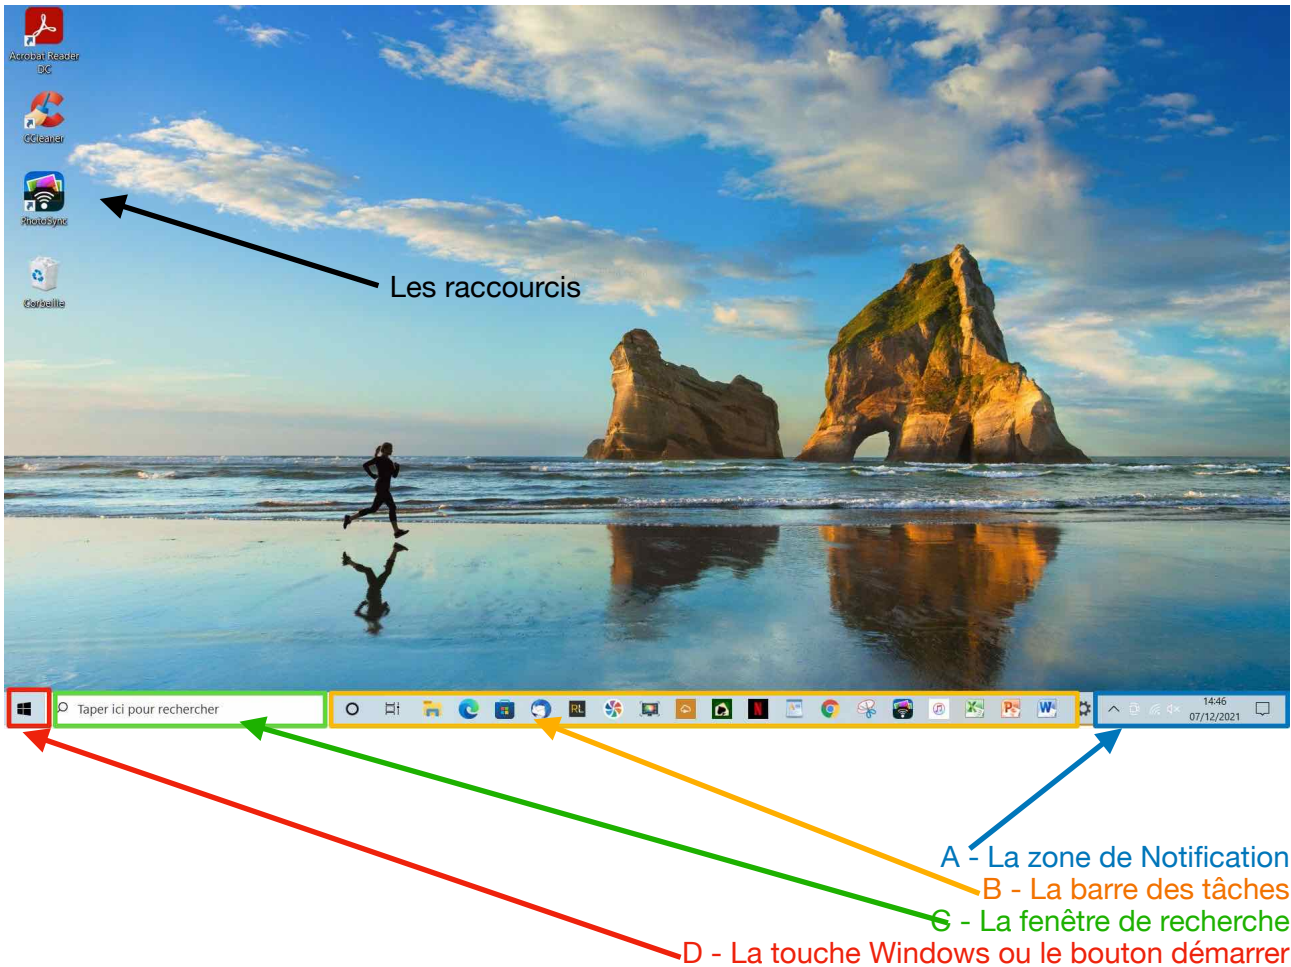 Acrobat Reader
DC
CCleaner
PhotoSync
Les raccourcis
Corbeille
Taper ici pour rechercher
RL
N
14:46
07/12/2021
A - La zone de Notification
B - La barre des tâches
C - La fenêtre de recherche
D - La touche Windows ou le bouton démarrer